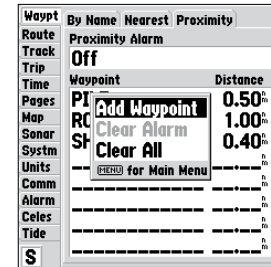 Waypt By Name Nearest Proximity
Route Proximity Alarm
Track Off
Trip
Time Waypoint Distance
Pages 0.50
Map Add Waypoint 1.00
Sonar Clear Alarm 0.40
Systm Clear All
Units MENU for Main Menu
Comm
Alarm
Celes
Tide
S